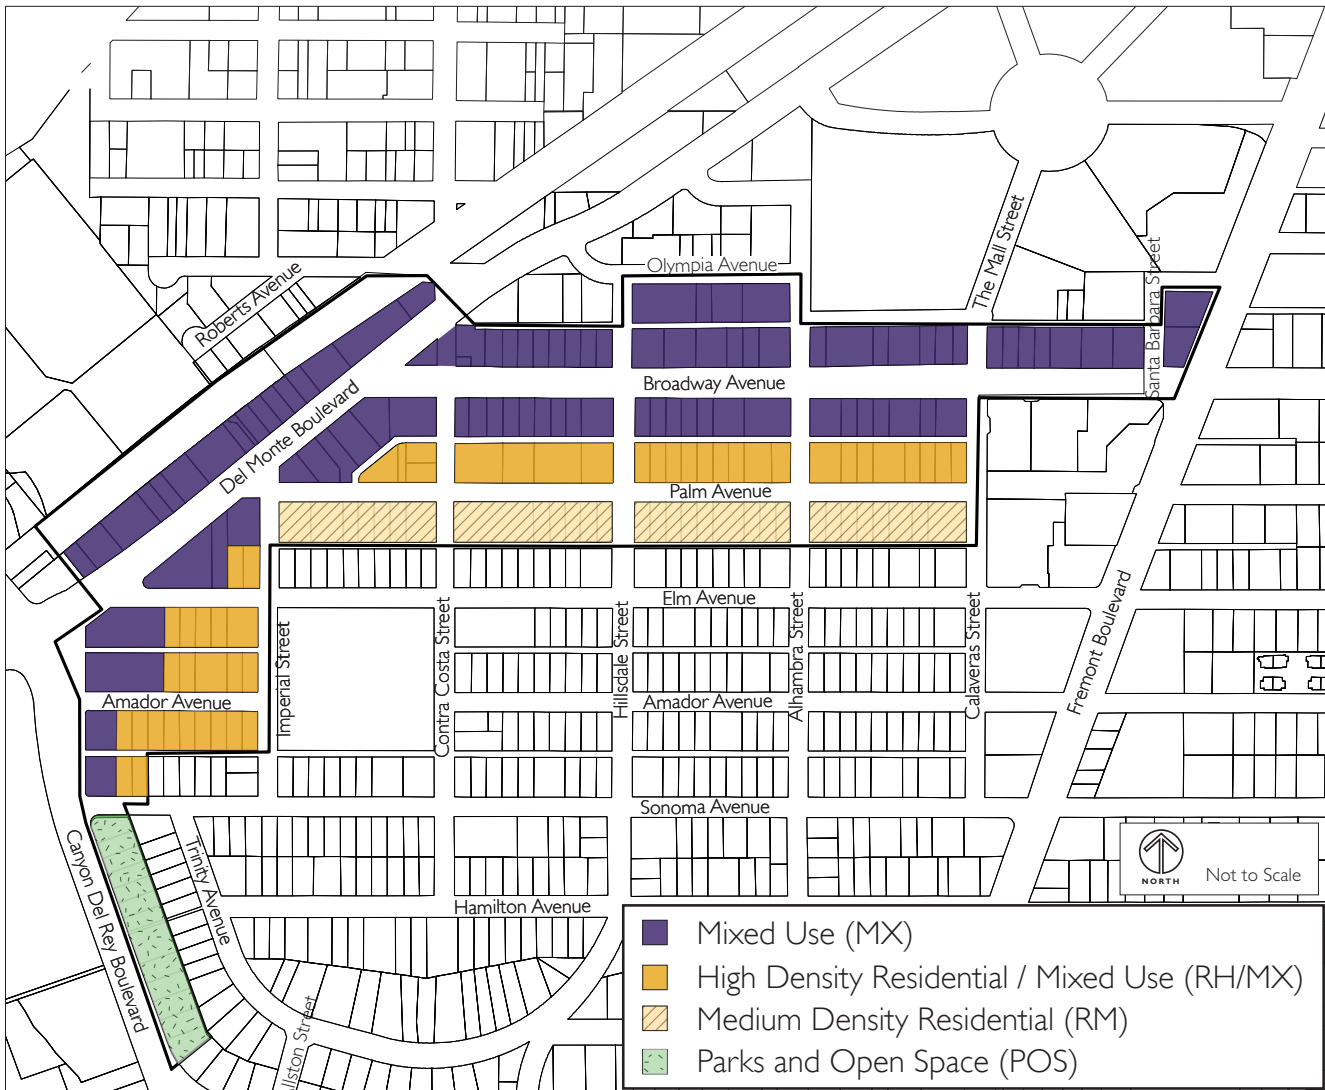 Olympia Avenue
The Mall Street
Santa Barbara Street
Roberts Avenue
Broadway Avenue
Del Monte Boulevard
Palm Avenue
Elm Avenue
Imperial Street
Contra Costa Street
Hillsdale Street
Alhambra Street
Calaveras Street
Fremont Boulevard
Amador Avenue
Amador Avenue
Sonoma Avenue
Canyon Del Rey Boulevard
Trinity Avenue
Hamilton Avenue
llston Street
NORTH
Not to Scale
Mixed Use (MX)
High Density Residential / Mixed Use (RH/MX)
Medium Density Residential (RM)
Parks and Open Space (POS)